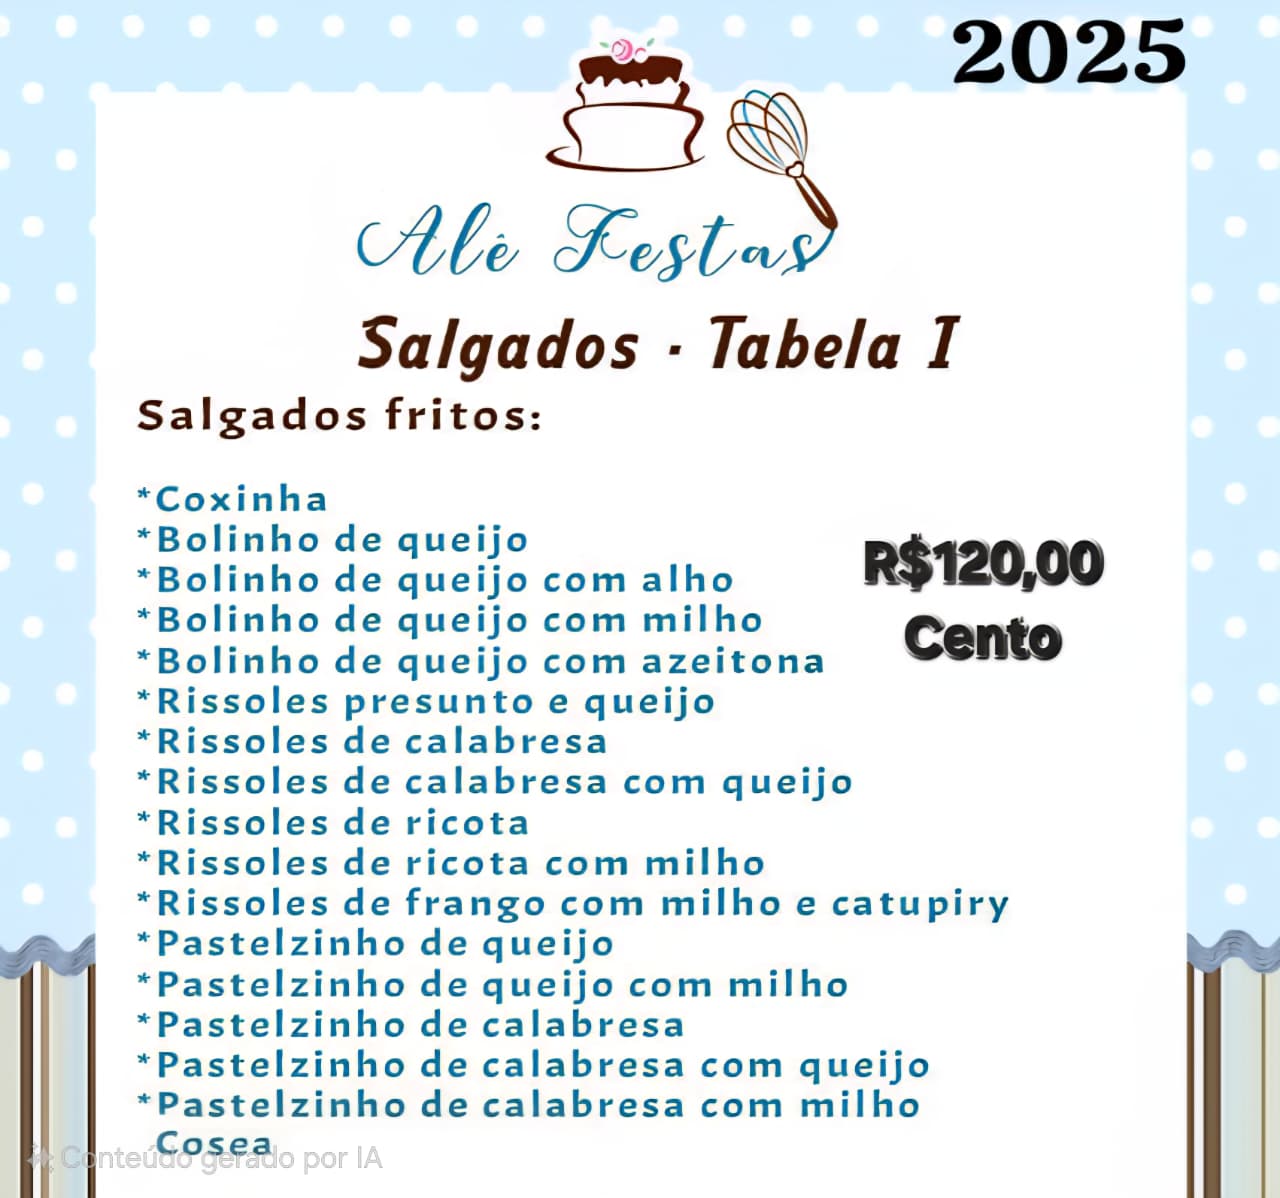 2025
Alê Festas
Salgados · Tabela I
Salgados fritos:
*Coxinha
*Bolinho de queijo
*Bolinho de queijo com alho
*Bolinho de queijo com milho
*Bolinho de queijo com azeitona
*Rissoles presunto e queijo
*Rissoles de calabresa
*Rissoles de calabresa com queijo
*Rissoles de ricota
*Rissoles de ricota com milho
*Rissoles de frango com milho e catupiry
*Pastelzinho de queijo
*Pastelzinho de queijo com milho
*Pastelzinho de calabresa
*Pastelzinho de calabresa com queijo
*Pastelzinho de calabresa com milho
Cosea
R$120,00
Cento
Conteúdo gerado por IA